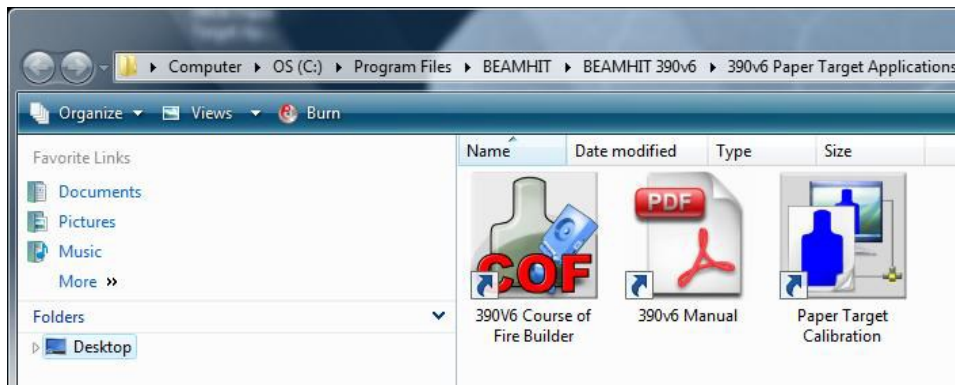 Computer ▸ OS (C:) ▸ Program Files ▸ BEAMHIT ▸ BEAMHIT 390v6 ▸ 390v6 Paper Target Applications
Organize Views Burn
Favorite Links
Name Date modified Type Size
Documents
Pictures
Music
More »
Folders
Desktop
COF
PDF
390V6 Course of
Fire Builder
390v6 Manual
Paper Target
Calibration